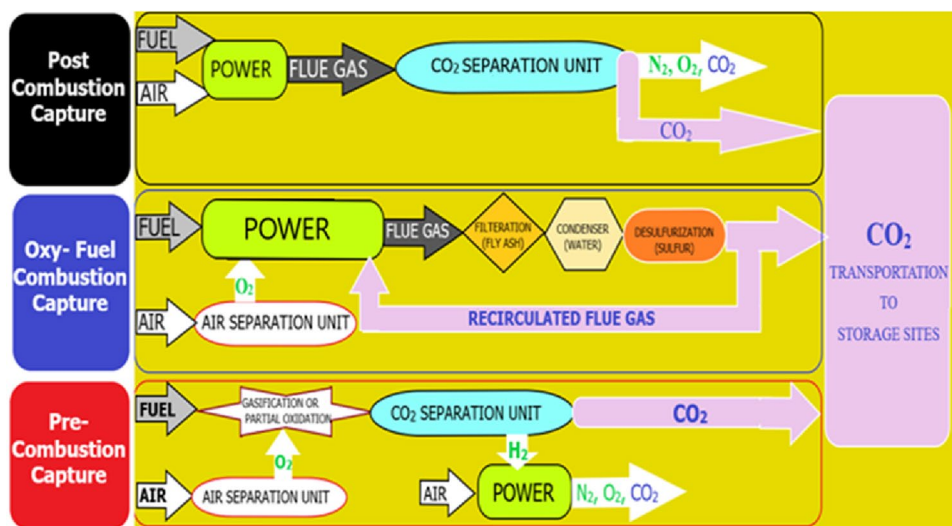 Post
Combustion
Capture
FUEL
AIR
POWER
FLUE GAS
CO₂ SEPARATION UNIT
N₂, O₂, CO₂
CO₂
Oxy- Fuel
Combustion
Capture
FUEL
POWER
FLUE GAS
FILTERATION
(FLY ASH)
CONDENSER
(WATER)
DESULFURIZATION
(SULFUR)
O₂
AIR
AIR SEPARATION UNIT
RECIRCULATED FLUE GAS
Pre-
Combustion
Capture
FUEL
GASIFICATION OR
PARTIAL OXIDATION
CO₂ SEPARATION UNIT
CO₂
O₂
H₂
AIR
AIR SEPARATION UNIT
AIR
POWER
N₂, O₂, CO₂
CO₂
TRANSPORTATION
TO
STORAGE SITES